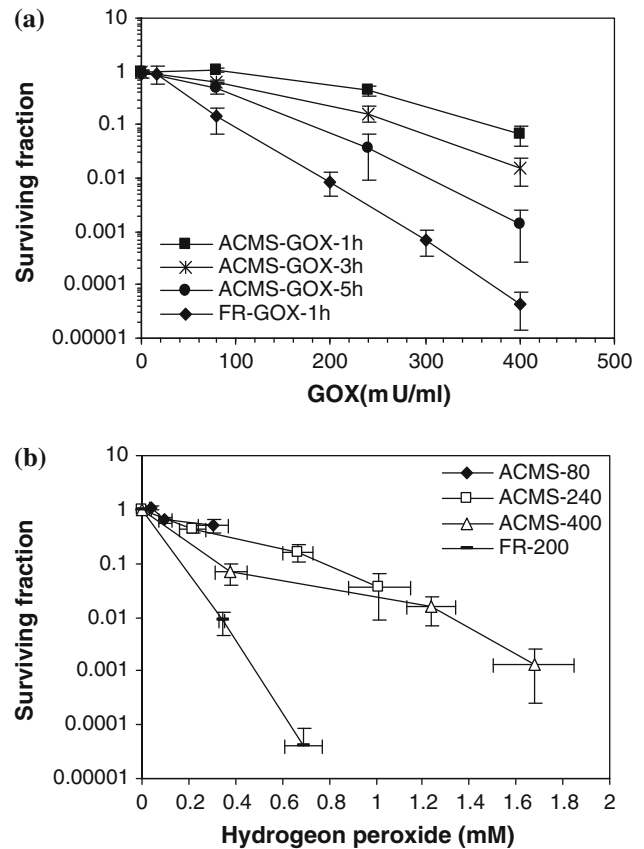 (a)
10
1
0.1
0.01
0.001
0.0001
0.00001
Surviving fraction
ACMS-GOX-1h
ACMS-GOX-3h
ACMS-GOX-5h
FR-GOX-1h
0 100 200 300 400 500
GOX(mU/ml)
(b)
10
1
0.1
0.01
0.001
0.0001
0.00001
Surviving fraction
ACMS-80
ACMS-240
ACMS-400
FR-200
0 0.2 0.4 0.6 0.8 1 1.2 1.4 1.6 1.8 2
Hydrogeon peroxide (mM)